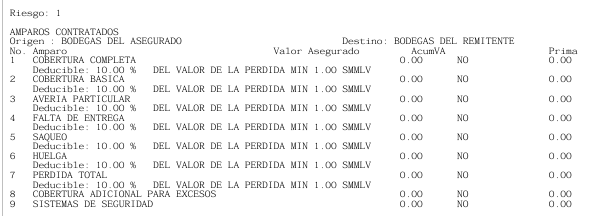 Riesgo: 1
AMPAROS CONTRATADOS
Origen : BODEGAS DEL ASEGURADO Destino: BODEGAS DEL REMITENTE
No. Amparo Valor Asegurado AcumVA Prima
1 COBERTURA COMPLETA 0.00 NO 0.00
Deducible: 10.00 % DEL VALOR DE LA PERDIDA MIN 1.00 SMMLV
2 COBERTURA BASICA 0.00 NO 0.00
Deducible: 10.00 % DEL VALOR DE LA PERDIDA MIN 1.00 SMMLV
3 AVERIA PARTICULAR 0.00 NO 0.00
Deducible: 10.00 % DEL VALOR DE LA PERDIDA MIN 1.00 SMMLV
4 FALTA DE ENTREGA 0.00 NO 0.00
Deducible: 10.00 % DEL VALOR DE LA PERDIDA MIN 1.00 SMMLV
5 SAQUEO 0.00 NO 0.00
Deducible: 10.00 % DEL VALOR DE LA PERDIDA MIN 1.00 SMMLV
6 HUELGA 0.00 NO 0.00
Deducible: 10.00 % DEL VALOR DE LA PERDIDA MIN 1.00 SMMLV
7 PERDIDA TOTAL 0.00 NO 0.00
Deducible: 10.00 % DEL VALOR DE LA PERDIDA MIN 1.00 SMMLV
8 COBERTURA ADICIONAL PARA EXCESOS 0.00 NO 0.00
9 SISTEMAS DE SEGURIDAD 0.00 NO 0.00